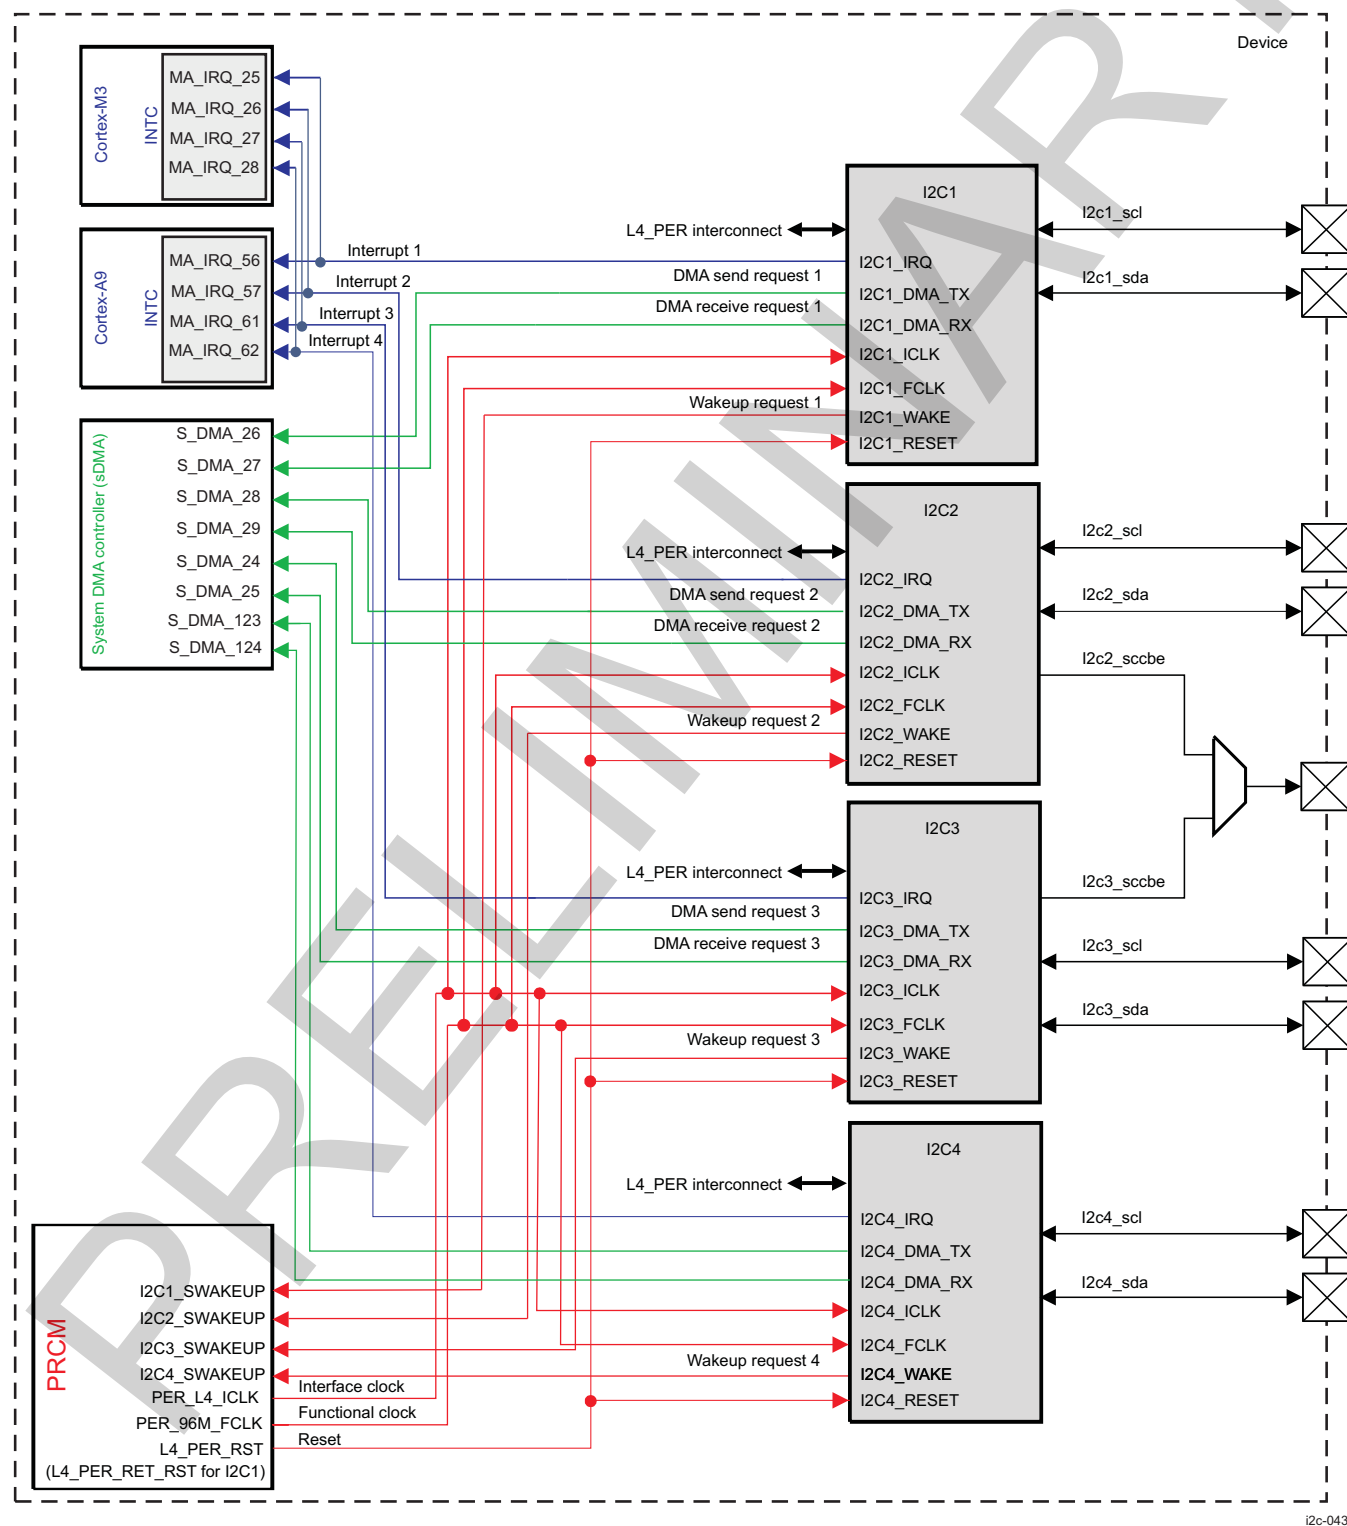 Device
Cortex-M3
INTC
MA_IRQ_25
MA_IRQ_26
MA_IRQ_27
MA_IRQ_28
Cortex-A9
INTC
MA_IRQ_56
MA_IRQ_57
MA_IRQ_61
MA_IRQ_62
Interrupt 1
Interrupt 2
Interrupt 3
Interrupt 4
System DMA controller (sDMA)
S_DMA_26
S_DMA_27
S_DMA_28
S_DMA_29
S_DMA_24
S_DMA_25
S_DMA_123
S_DMA_124
I2C1
L4_PER interconnect
I2C1_IRQ
DMA send request 1
I2C1_DMA_TX
DMA receive request 1
I2C1_DMA_RX
I2C1_ICLK
I2C1_FCLK
Wakeup request 1
I2C1_WAKE
I2C1_RESET
I2c1_scl
I2c1_sda
I2C2
L4_PER interconnect
I2C2_IRQ
DMA send request 2
I2C2_DMA_TX
DMA receive request 2
I2C2_DMA_RX
I2C2_ICLK
I2C2_FCLK
Wakeup request 2
I2C2_WAKE
I2C2_RESET
I2c2_scl
I2c2_sda
I2c2_sccbe
I2C3
L4_PER interconnect
I2C3_IRQ
DMA send request 3
I2C3_DMA_TX
DMA receive request 3
I2C3_DMA_RX
I2C3_ICLK
I2C3_FCLK
Wakeup request 3
I2C3_WAKE
I2C3_RESET
I2c3_sccbe
I2c3_scl
I2c3_sda
I2C4
L4_PER interconnect
I2C4_IRQ
I2C4_DMA_TX
I2C4_DMA_RX
I2C4_ICLK
I2C4_FCLK
Wakeup request 4
I2C4_WAKE
I2C4_RESET
I2c4_scl
I2c4_sda
PRCM
I2C1_SWAKEUP
I2C2_SWAKEUP
I2C3_SWAKEUP
I2C4_SWAKEUP
PER_L4_ICLK
Interface clock
PER_96M_FCLK
Functional clock
L4_PER_RST
Reset
(L4_PER_RET_RST for I2C1)
i2c-043
PRELIMINAR